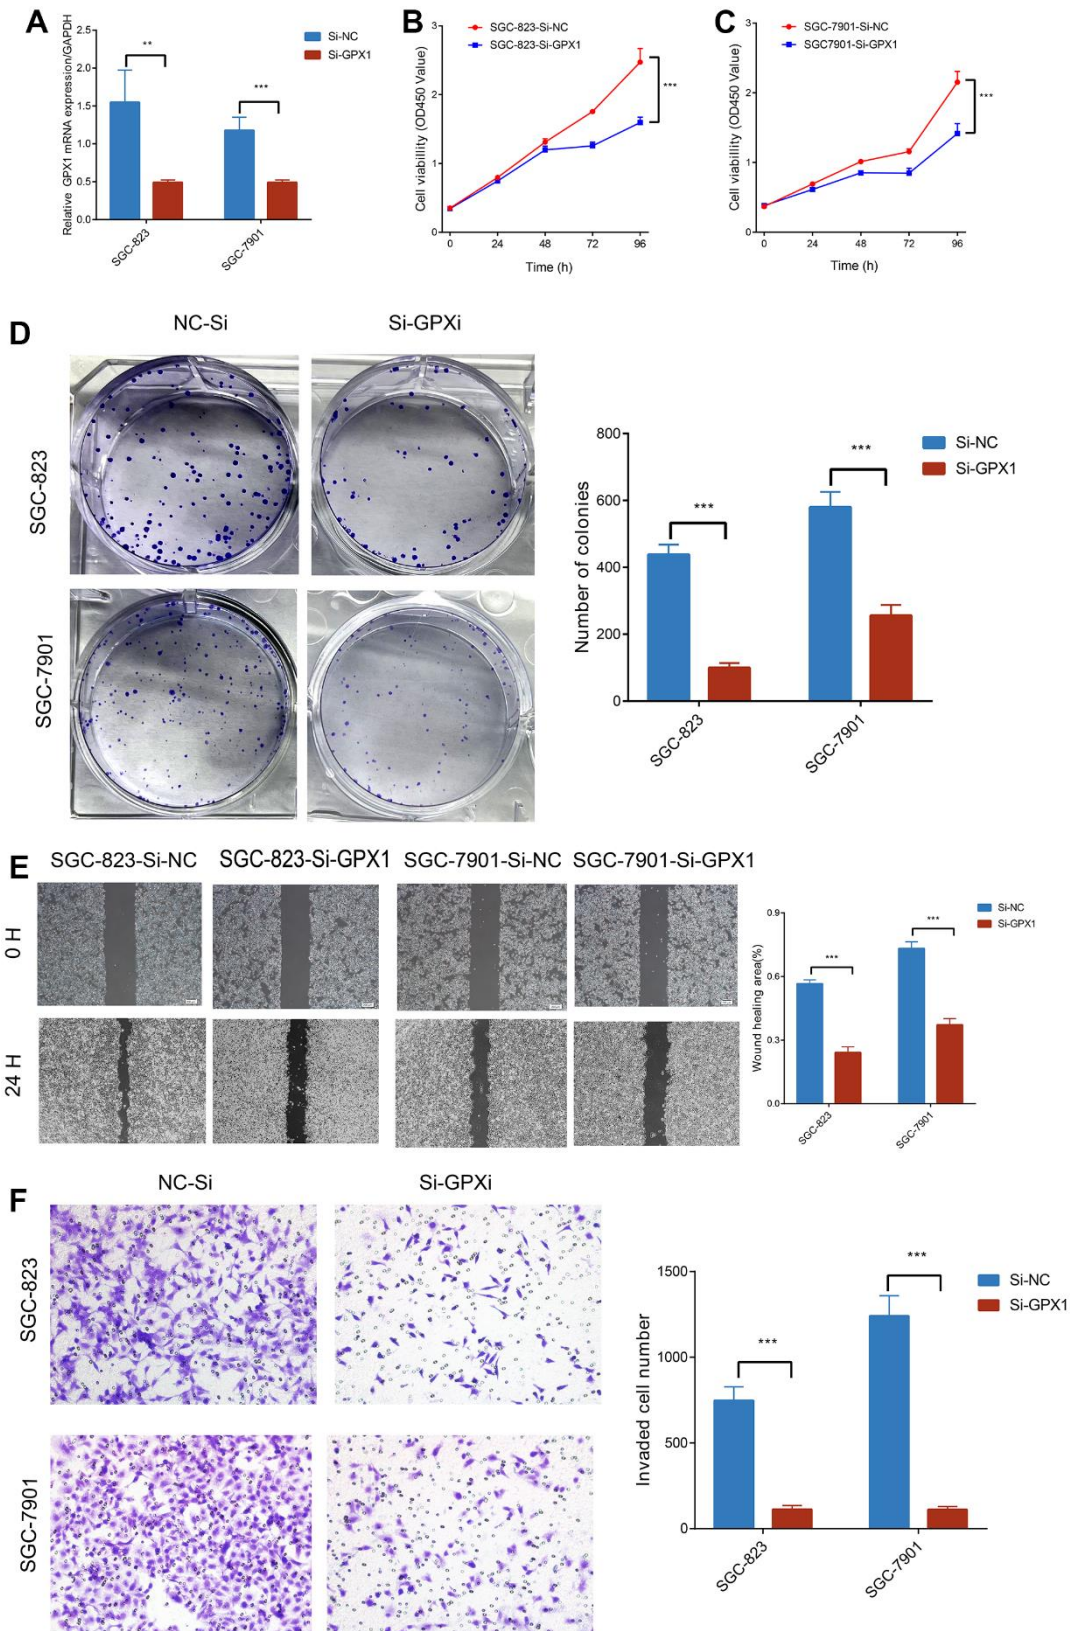 A
Relative GPX1 mRNA expression/GAPDH
2.5
2.0
1.5
1.0
0.5
0.0
**
***
Si-NC
Si-GPX1
SGC-823
SGC-7901
B
Cell viabillity (OD450 Value)
3
2
1
0
SGC-823-Si-NC
SGC-823-Si-GPX1
***
0 24 48 72 96
Time (h)
C
Cell viabillity (OD450 Value)
3
2
1
0
SGC-7901-Si-NC
SGC7901-Si-GPX1
***
0 24 48 72 96
Time (h)
D
NC-Si
Si-GPXi
SGC-823
SGC-7901
Number of colonies
800
600
400
200
0
***
***
Si-NC
Si-GPX1
SGC-823
SGC-7901
E
SGC-823-Si-NC
SGC-823-Si-GPX1
SGC-7901-Si-NC
SGC-7901-Si-GPX1
0 H
24 H
Wound healing area(%)
0.9
0.6
0.3
0.0
***
***
Si-NC
Si-GPX1
SGC-823
SGC-7901
F
NC-Si
Si-GPXi
SGC-823
SGC-7901
Invaded cell number
1500
1000
500
0
***
***
Si-NC
Si-GPX1
SGC-823
SGC-7901